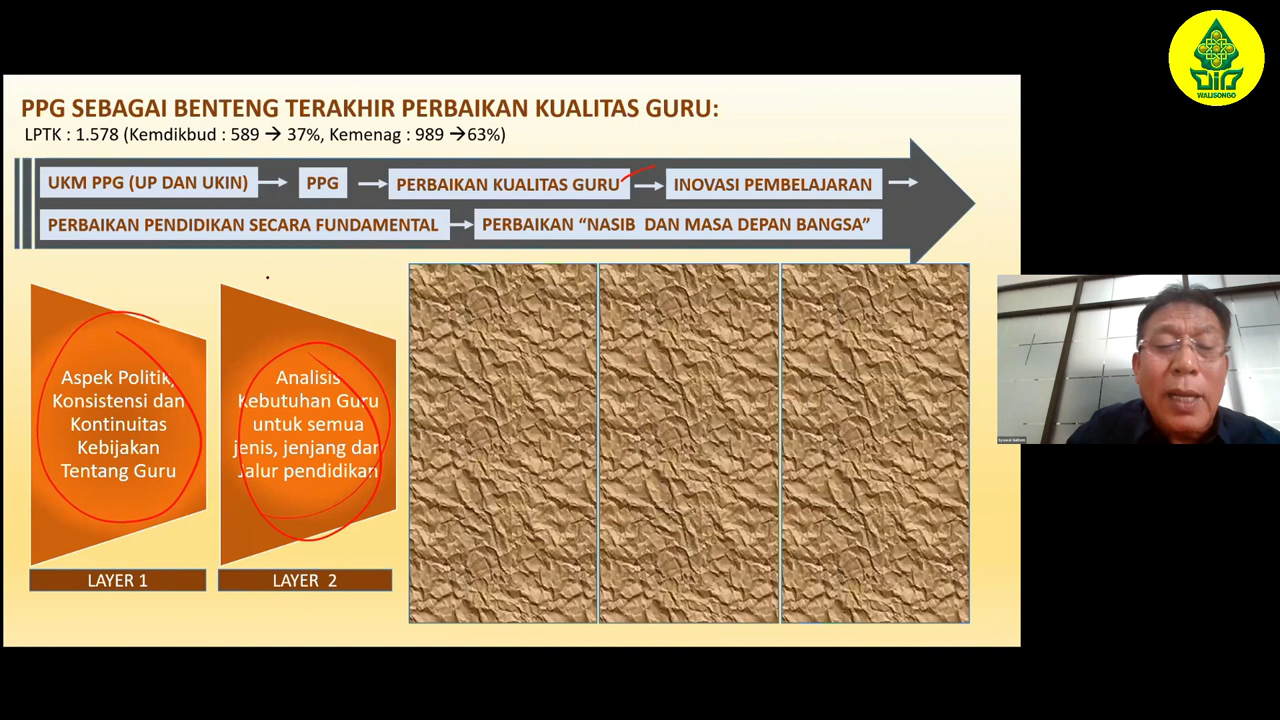 PPG SEBAGAI BENTENG TERAKHIR PERBAIKAN KUALITAS GURU:
LPTK : 1.578 (Kemdikbud : 589 → 37%, Kemenag : 989 →63%)
UKM PPG (UP DAN UKIN)
PPG
PERBAIKAN KUALITAS GURU
INOVASI PEMBELAJARAN
PERBAIKAN PENDIDIKAN SECARA FUNDAMENTAL
PERBAIKAN “NASIB DAN MASA DEPAN BANGSA”
Aspek Politik,
Konsistensi dan
Kontinuitas
Kebijakan
Tentang Guru
LAYER 1
Analisis
Kebutuhan Guru
untuk semua
jenis, jenjang dan
Jalur pendidikan
LAYER 2
WALISONGO